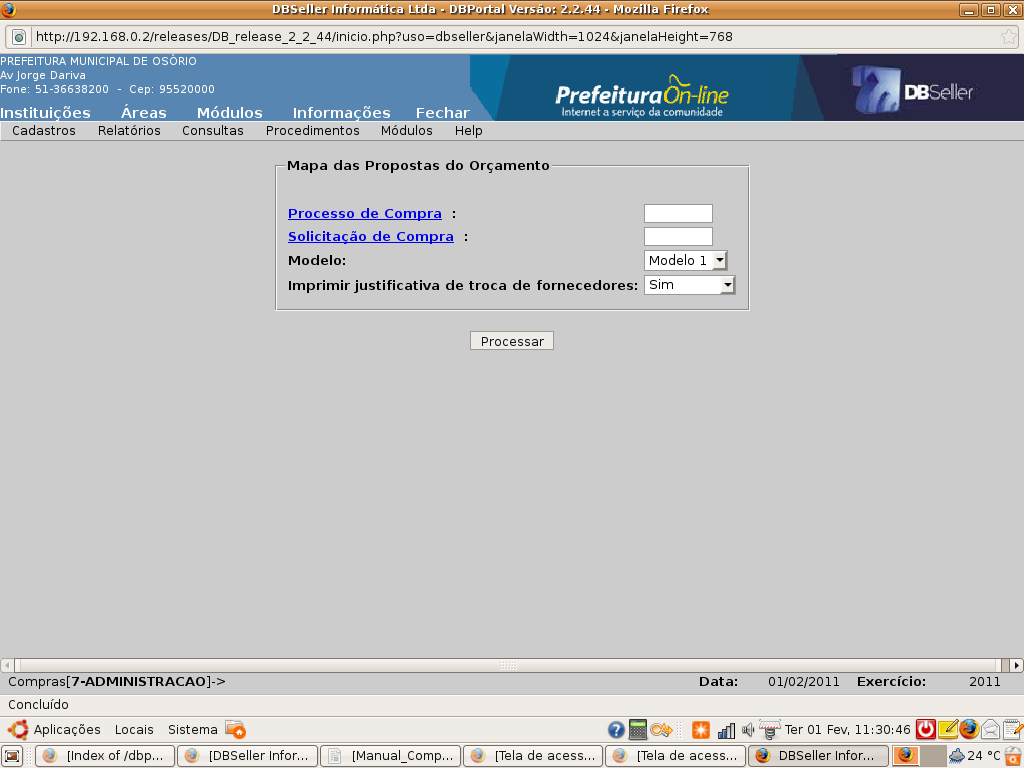 DBSeller Informática Ltda - DBPortal Versão: 2.2.44 - Mozilla Firefox
http://192.168.0.2/releases/DB_release_2_2_44/inicio.php?uso=dbseller&janelaWidth=1024&janelaHeight=768
PREFEITURA MUNICIPAL DE OSÓRIO
Av Jorge Dariva
Fone: 51-36638200 - Cep: 95520000
PrefeituraOn-line
Internet a serviço da comunidade
DBSeller
Instituições Áreas Módulos Informações Fechar
Cadastros Relatórios Consultas Procedimentos Módulos Help
Mapa das Propostas do Orçamento
Processo de Compra :
Solicitação de Compra :
Modelo: Modelo 1
Imprimir justificativa de troca de fornecedores: Sim
Processar
Compras[7-ADMINISTRACAO]-> Data: 01/02/2011 Exercício: 2011
Concluído
Aplicações Locais Sistema Ter 01 Fev, 11:30:46
[Index of /dbp... [DBSeller Infor... [Manual_Comp... [Tela de acess... [Tela de acess... DBSeller Infor... 24 °C